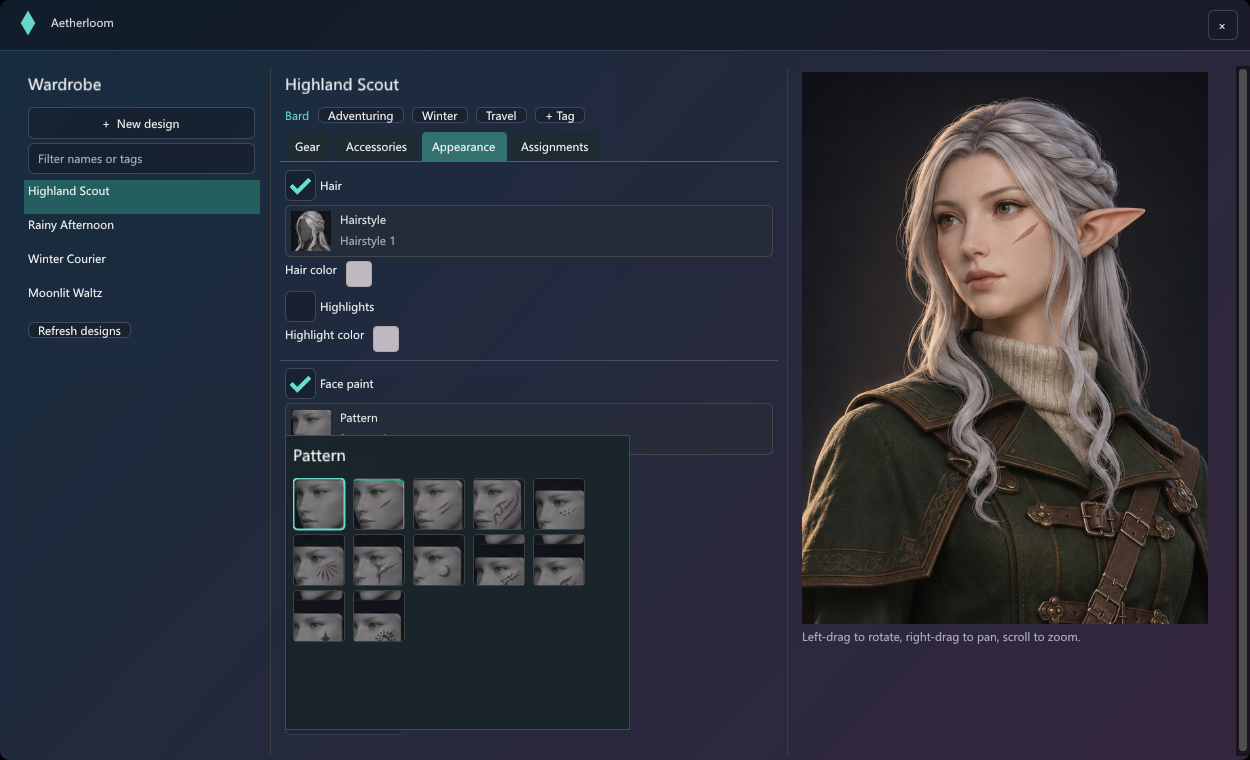 Aetherloom
×
Wardrobe
+ New design
Filter names or tags
Highland Scout
Rainy Afternoon
Winter Courier
Moonlit Waltz
Refresh designs
Highland Scout
Bard Adventuring Winter Travel + Tag
Gear Accessories Appearance Assignments
Hair
Hairstyle
Hairstyle 1
Hair color
Highlights
Highlight color
Face paint
Pattern
Pattern
Left-drag to rotate, right-drag to pan, scroll to zoom.